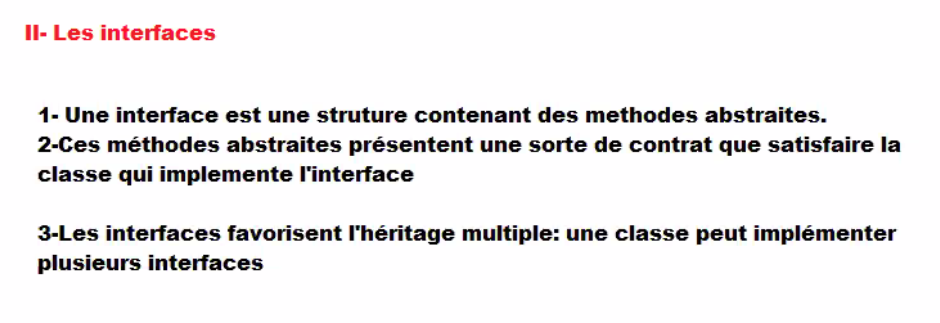 II- Les interfaces
1- Une interface est une struture contenant des methodes abstraites.
2-Ces méthodes abstraites présentent une sorte de contrat que satisfaire la
classe qui implemente l'interface
3-Les interfaces favorisent l'héritage multiple: une classe peut implémenter
plusieurs interfaces